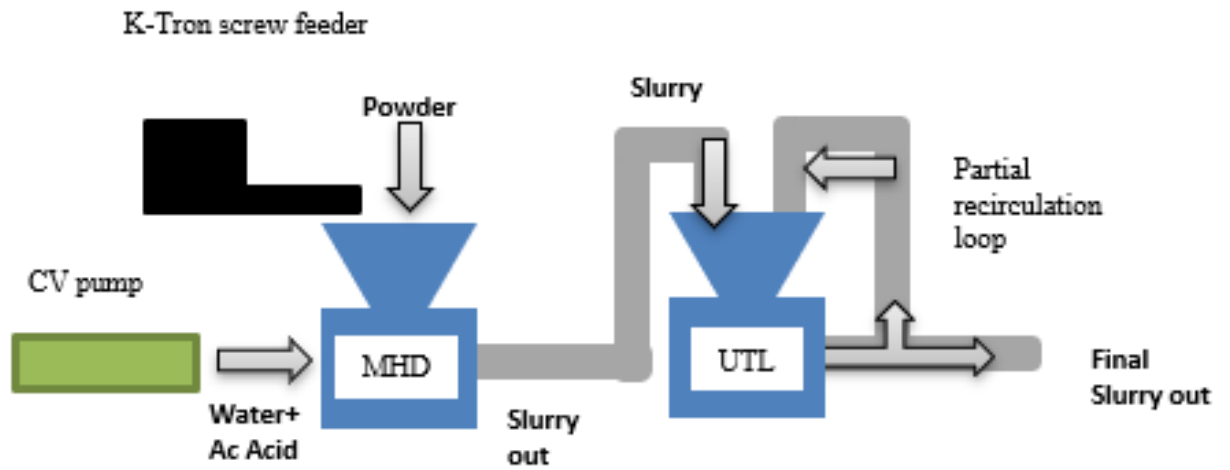 K-Tron screw feeder
Powder
Slurry
Partial
recirculation
loop
CV pump
MHD
UTL
Water+
Ac Acid
Slurry
out
Final
Slurry out